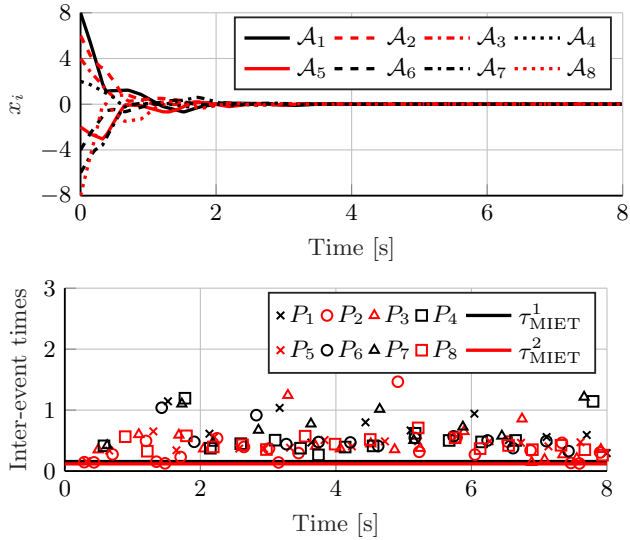 8
4
0
−4
−8
x_i
𝒜₁ 𝒜₂ 𝒜₃ 𝒜₄
𝒜₅ 𝒜₆ 𝒜₇ 𝒜₈
0 2 4 6 8
Time [s]
3
2
1
0
Inter-event times
P₁ P₂ P₃ P₄ τ¹_MIET
P₅ P₆ P₇ P₈ τ²_MIET
0 2 4 6 8
Time [s]